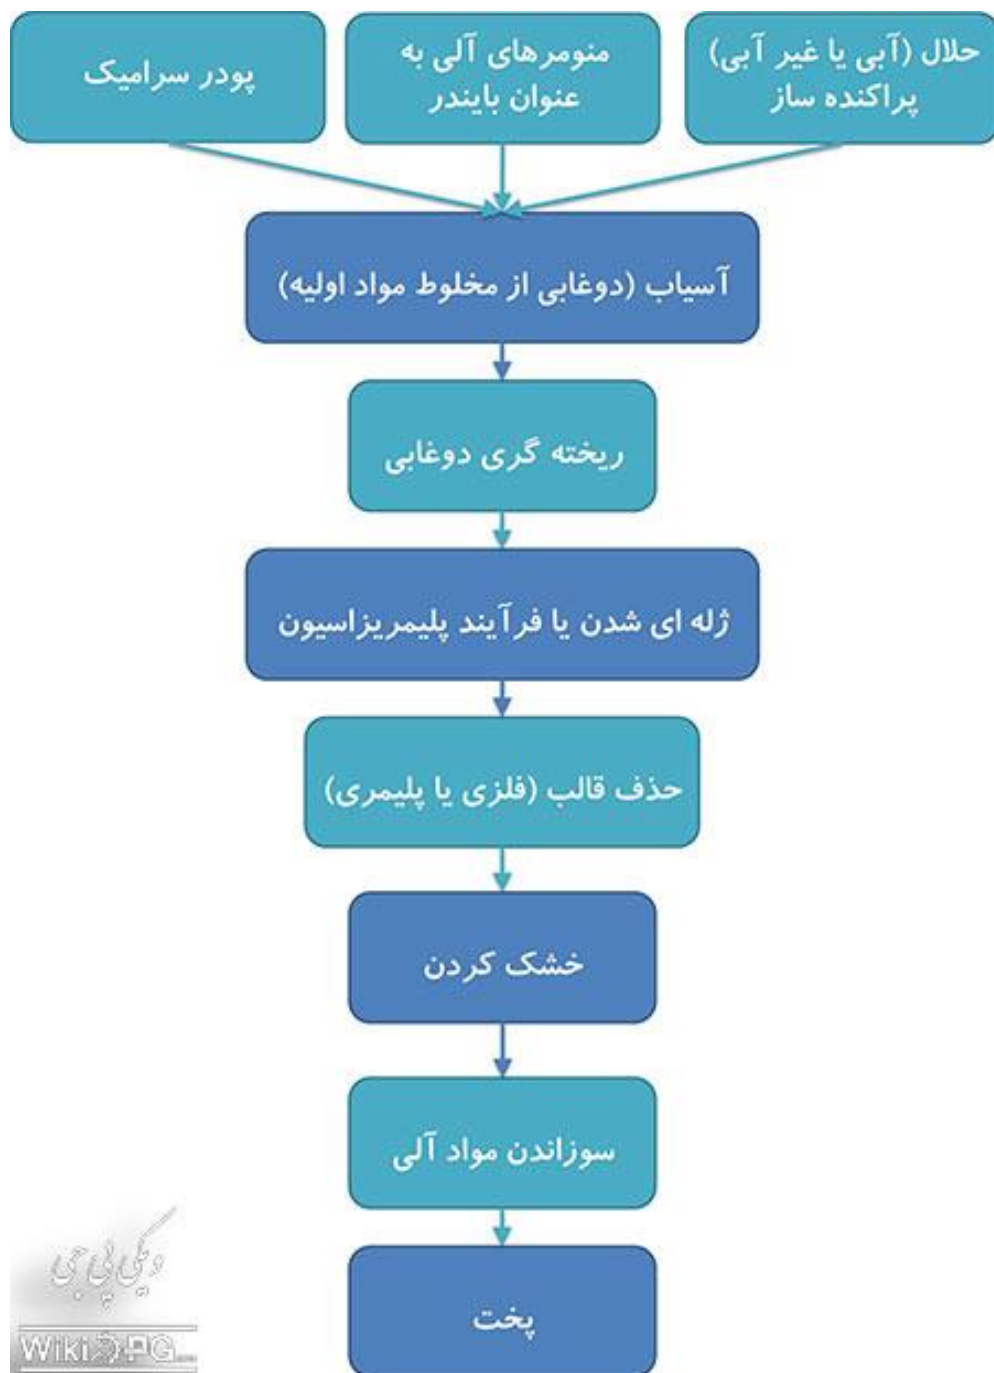 حلال (آبی یا غیر آبی)
پراکنده ساز
منومرهای آلی به
عنوان بایندر
پودر سرامیک
آسیاب (دوغابی از مخلوط مواد اولیه)
ریخته گری دوغابی
ژله ای شدن یا فرآیند پلیمریزاسیون
حذف قالب (فلزی یا پلیمری)
خشک کردن
سوزاندن مواد آلی
پخت
ویکی پی جی
WikiPG